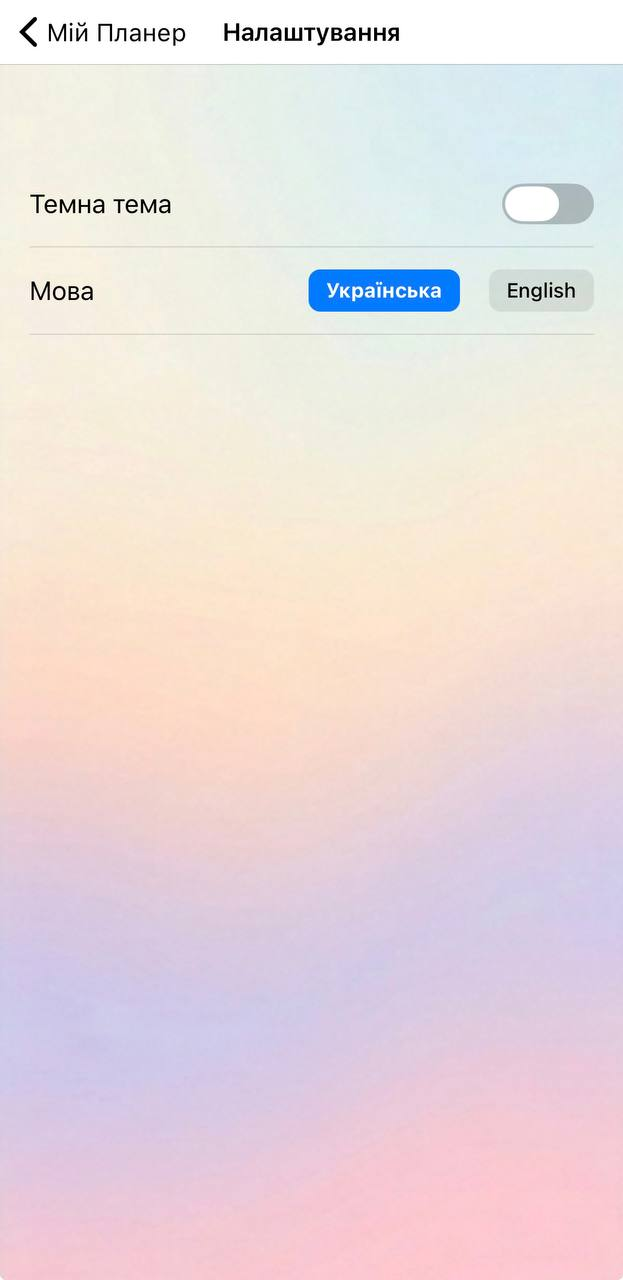 Мій Планер Налаштування
Темна тема
Мова Українська English